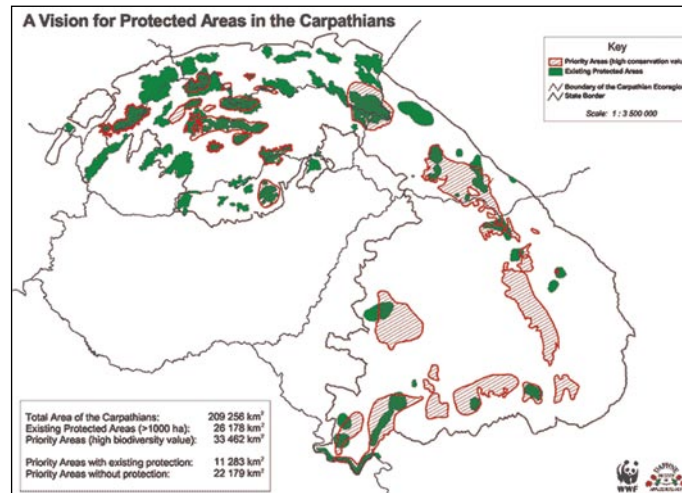 A Vision for Protected Areas in the Carpathians
Key
Priority Areas (high conservation valu
Existing Protected Areas
Boundary of the Carpathian Ecoregio
State Border
Scale: 1 : 3 500 000
Total Area of the Carpathians: 209 256 km²
Existing Protected Areas (>1000 ha): 26 178 km²
Priority Areas (high biodiversity value): 33 462 km²
Priority Areas with existing protection: 11 283 km²
Priority Areas without protection: 22 179 km²
WWF
DAPHNE